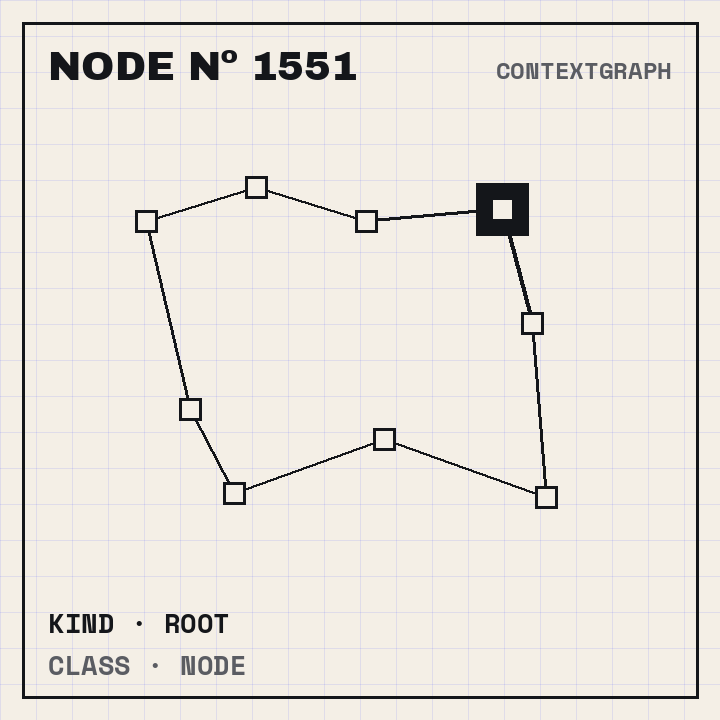 NODE Nº 1551
CONTEXTGRAPH
KIND · ROOT
CLASS · NODE